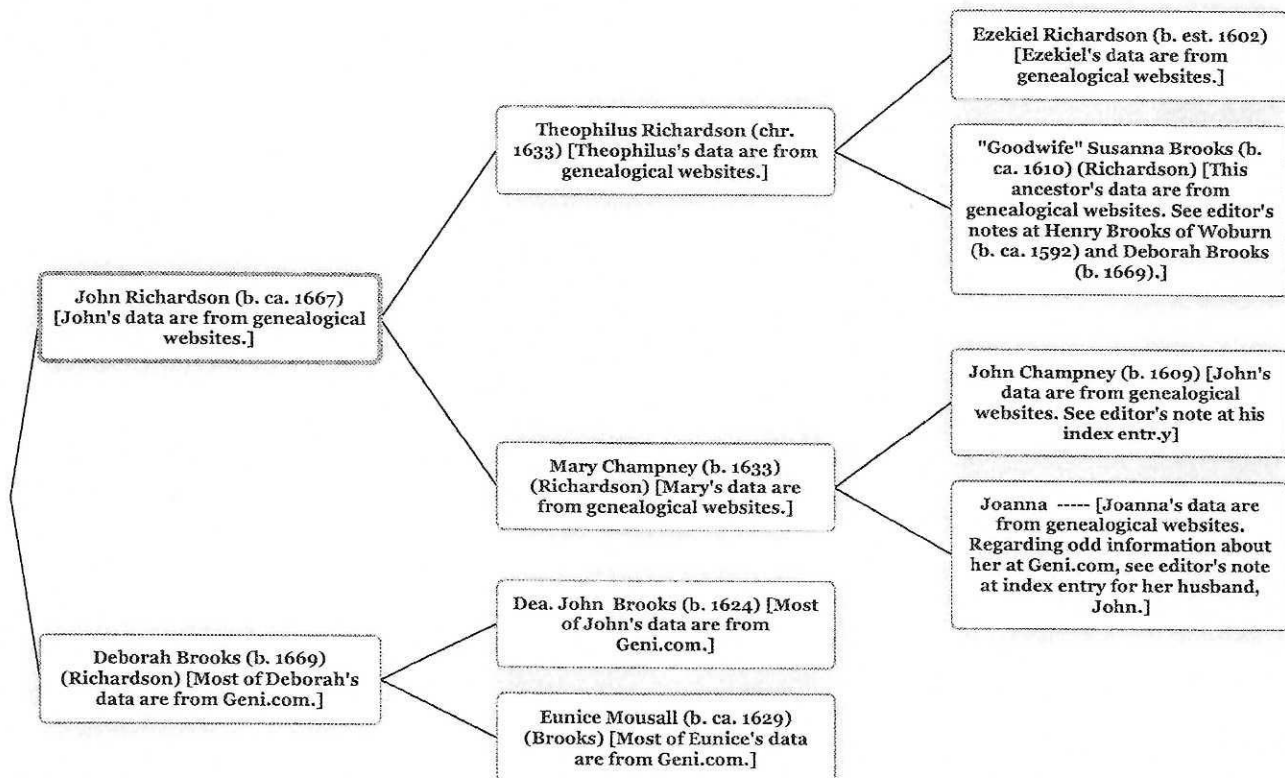 Ezekiel Richardson (b. est. 1602)
[Ezekiel's data are from
genealogical websites.]
Theophilus Richardson (chr.
1633) [Theophilus's data are from
genealogical websites.]
"Goodwife" Susanna Brooks (b.
ca. 1610) (Richardson) [This
ancestor's data are from
genealogical websites. See editor's
notes at Henry Brooks of Woburn
(b. ca. 1592) and Deborah Brooks
(b. 1669).]
John Richardson (b. ca. 1667)
[John's data are from genealogical
websites.]
John Champney (b. 1609) [John's
data are from genealogical
websites. See editor's note at his
index entr.y]
Mary Champney (b. 1633)
(Richardson) [Mary's data are
from genealogical websites.]
Joanna ----- [Joanna's data are
from genealogical websites.
Regarding odd information about
her at Geni.com, see editor's note
at index entry for her husband,
John.]
Dea. John Brooks (b. 1624) [Most
of John's data are from
Geni.com.]
Deborah Brooks (b. 1669)
(Richardson) [Most of Deborah's
data are from Geni.com.]
Eunice Mousall (b. ca. 1629)
(Brooks) [Most of Eunice's data
are from Geni.com.]